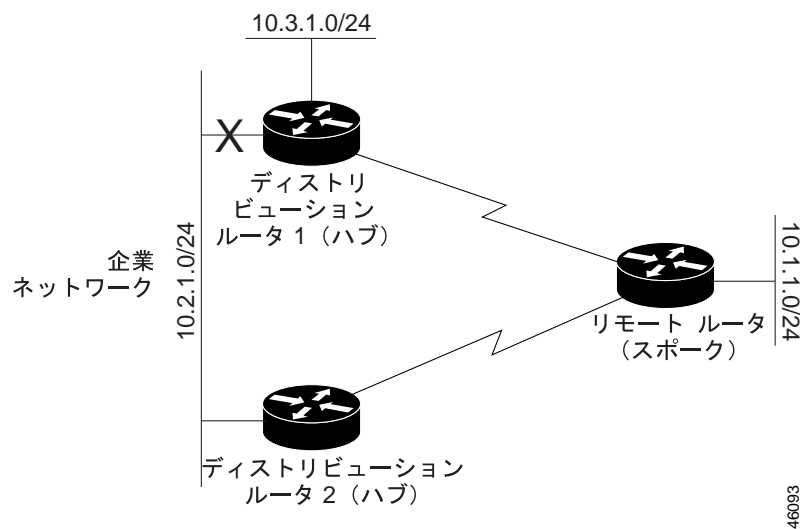 10.3.1.0/24
ディストリ
ビューション
ルータ 1（ハブ）
X
企業
ネットワーク
10.2.1.0/24
10.1.1.0/24
リモート ルータ
（スポーク）
ディストリビューション
ルータ 2（ハブ）
46093